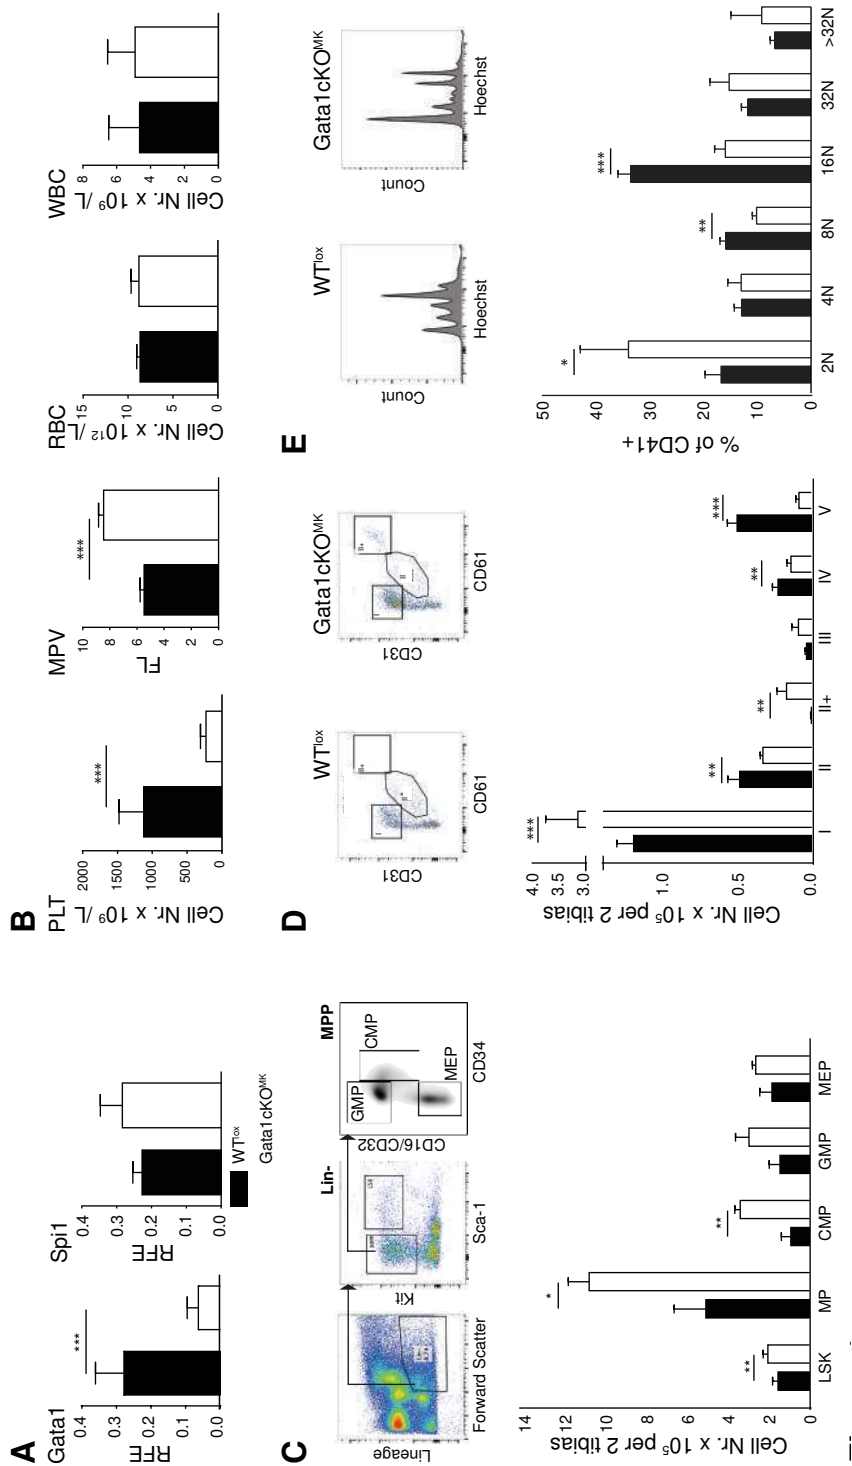 A
Gata1
RFE
0.4
0.3
0.2
0.1
0.0
***
Spi1
RFE
0.4
0.3
0.2
0.1
0.0
WTlox
Gata1cKOMK
B
PLT
Cell Nr. x 10⁹ /L
2000
1500
1000
500
0
***
MPV
FL
10
8
6
4
2
0
***
RBC
Cell Nr. x 10¹²/L
15
10
5
0
WBC
Cell Nr. x 10⁹ /L
8
6
4
2
0
C
Lineage
Forward Scatter
Lin-
Kit
Sca-1
MPP
GMP
CMP
MEP
CD16/CD32
CD34
Cell Nr. x 10⁵ per 2 tibias
14
12
10
8
6
4
2
0
**
*
**
LSK
MP
CMP
GMP
MEP
D
WTlox
CD31
CD61
I
II
II+
Gata1cKOMK
CD31
CD61
I
II
II+
Cell Nr. x 10⁵ per 2 tibias
4.0
3.5
3.0
1.0
0.5
0.0
***
**
**
**
***
I
II
II+
III
IV
V
E
WTlox
Count
Hoechst
Gata1cKOMK
Count
Hoechst
% of CD41+
50
40
30
20
10
0
*
**
***
2N
4N
8N
16N
32N
>32N